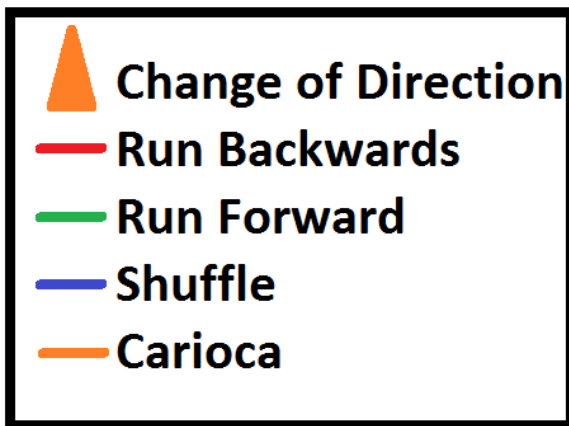 Change of Direction
Run Backwards
Run Forward
Shuffle
Carioca